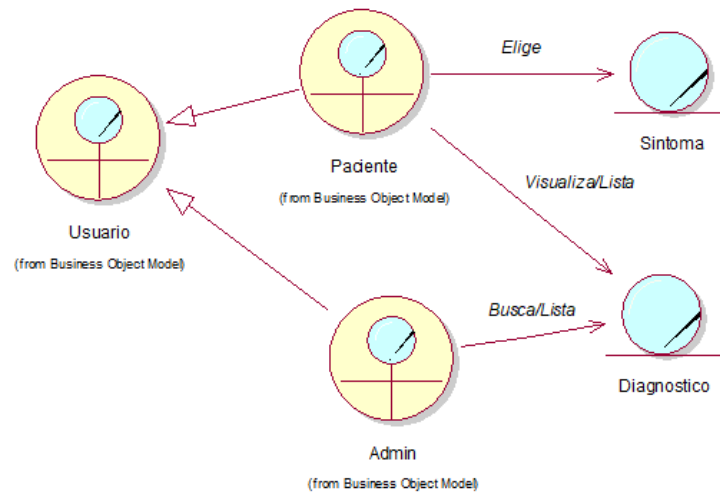 Elige
Paciente
(from Business Object Model)
Sintoma
Visualiza/Lista
Usuario
(from Business Object Model)
Busca/Lista
Diagnostico
Admin
(from Business Object Model)